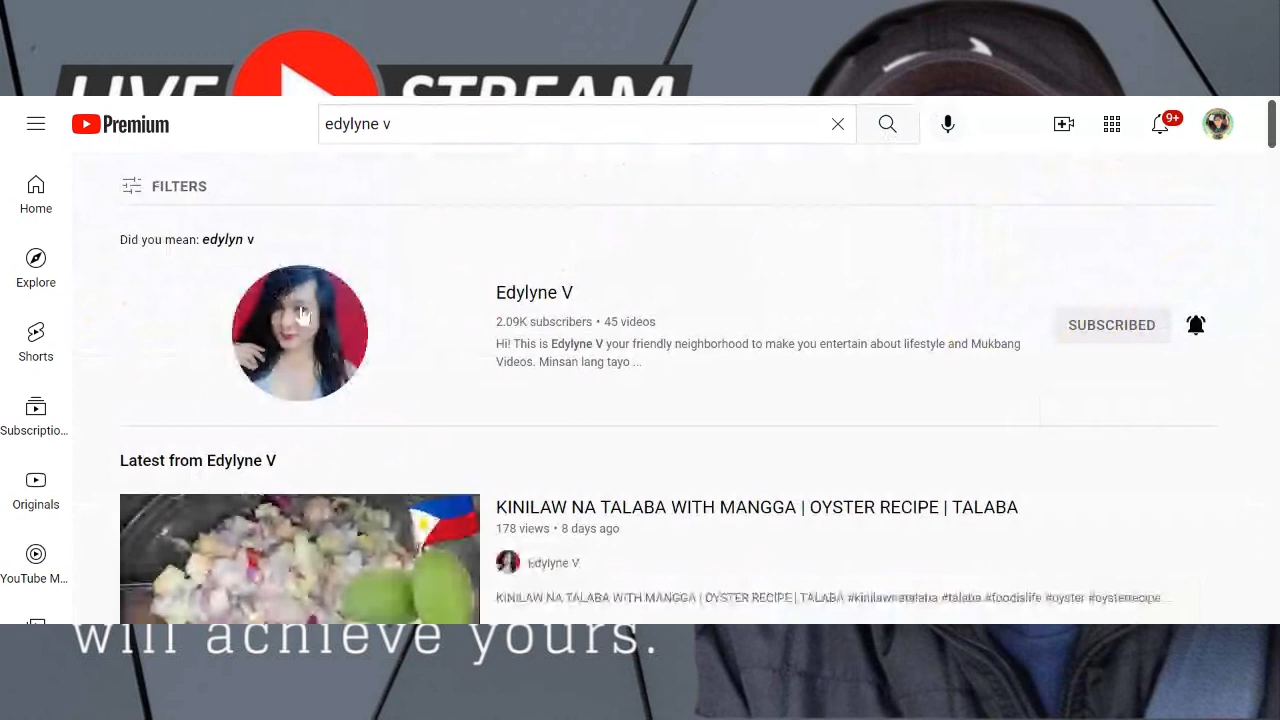 LIVE STREAM
Premium
edylyne v
9+
FILTERS
Home
Did you mean: edylyn v
Explore
Edylyne V
2.09K subscribers • 45 videos
SUBSCRIBED
Hi! This is Edylyne V your friendly neighborhood to make you entertain about lifestyle and Mukbang
Videos. Minsan lang tayo ...
Shorts
Subscriptio...
Latest from Edylyne V
Originals
KINILAW NA TALABA WITH MANGGA | OYSTER RECIPE | TALABA
178 views • 8 days ago
Edylyne V
YouTube M...
KINILAW NA TALABA WITH MANGGA | OYSTER RECIPE | TALABA #kinilawnatalaba #talaba #foodislife #oyster #oysterrecipe ...
will achieve yours.